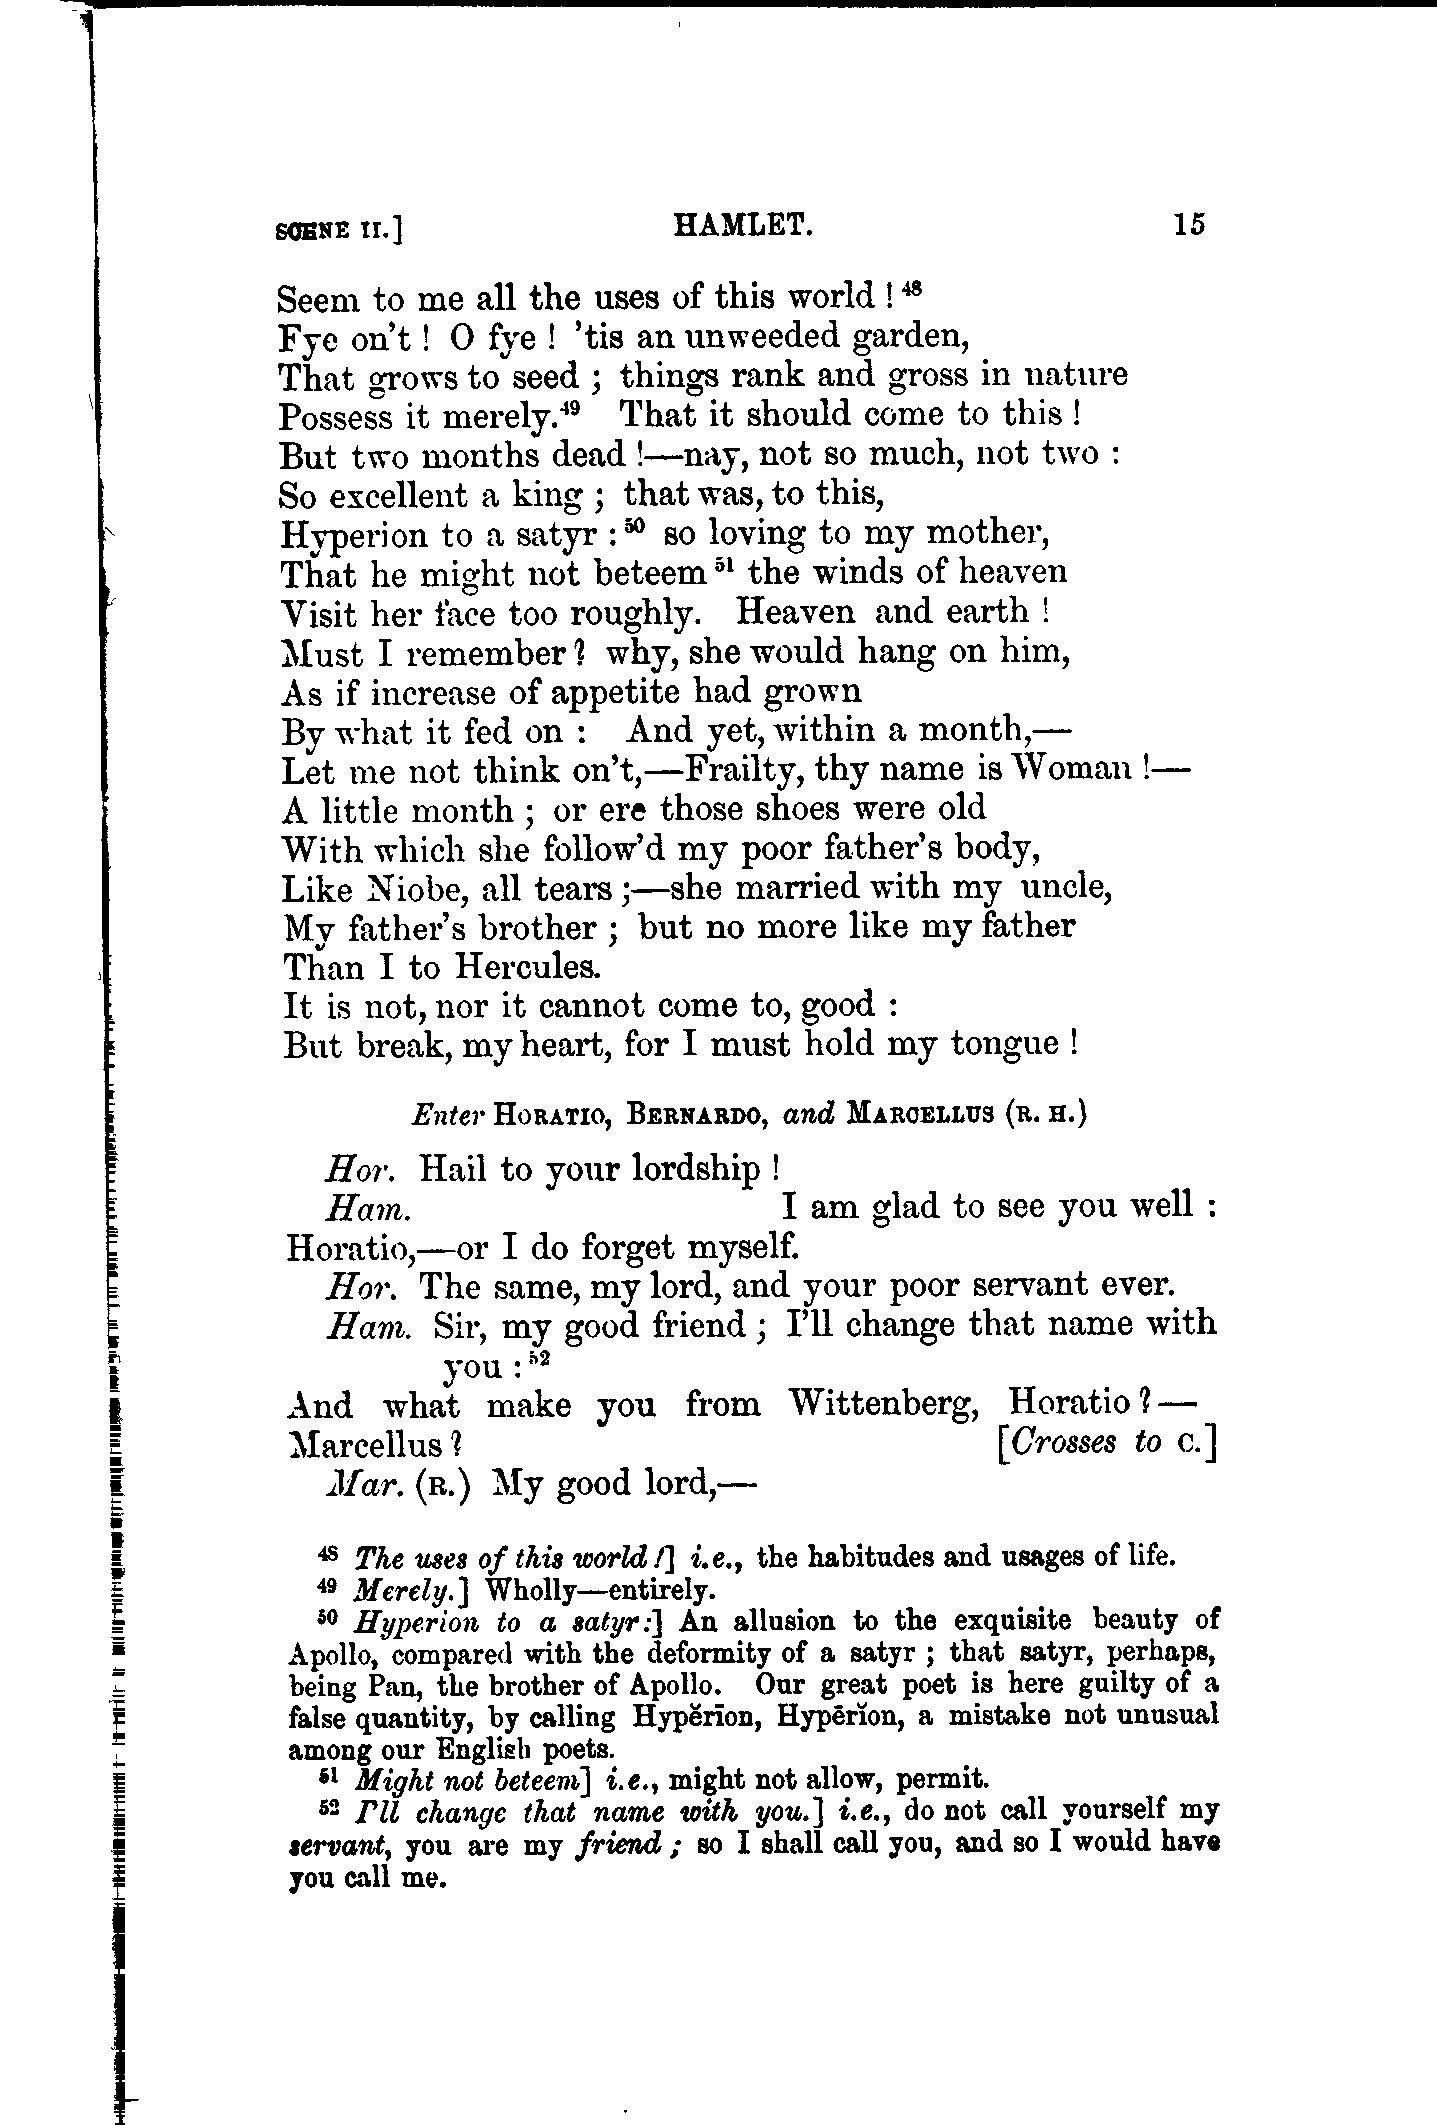 SCENE II.] HAMLET. 15
Seem to me all the uses of this world !⁴⁸
Fye on't ! O fye ! 'tis an unweeded garden,
That grows to seed ; things rank and gross in nature
Possess it merely.⁴⁹ That it should come to this !
But two months dead !—nay, not so much, not two :
So excellent a king ; that was, to this,
Hyperion to a satyr :⁵⁰ so loving to my mother,
That he might not beteem⁵¹ the winds of heaven
Visit her face too roughly. Heaven and earth !
Must I remember? why, she would hang on him,
As if increase of appetite had grown
By what it fed on : And yet, within a month,—
Let me not think on't,—Frailty, thy name is Woman !—
A little month ; or ere those shoes were old
With which she follow'd my poor father's body,
Like Niobe, all tears ;—she married with my uncle,
My father's brother ; but no more like my father
Than I to Hercules.
It is not, nor it cannot come to, good :
But break, my heart, for I must hold my tongue !
Enter HORATIO, BERNARDO, and MARCELLUS (R. H.)
Hor. Hail to your lordship !
Ham. I am glad to see you well :
Horatio,—or I do forget myself.
Hor. The same, my lord, and your poor servant ever.
Ham. Sir, my good friend ; I'll change that name with
you :⁵²
And what make you from Wittenberg, Horatio ?—
Marcellus ? [Crosses to C.]
Mar. (R.) My good lord,—
⁴⁸ The uses of this world !] i.e., the habitudes and usages of life.
⁴⁹ Merely.] Wholly—entirely.
⁵⁰ Hyperion to a satyr:] An allusion to the exquisite beauty of
Apollo, compared with the deformity of a satyr ; that satyr, perhaps,
being Pan, the brother of Apollo. Our great poet is here guilty of a
false quantity, by calling Hypĕrīon, Hypērĭon, a mistake not unusual
among our English poets.
⁵¹ Might not beteem] i.e., might not allow, permit.
⁵² I'll change that name with you.] i.e., do not call yourself my
servant, you are my friend ; so I shall call you, and so I would have
you call me.